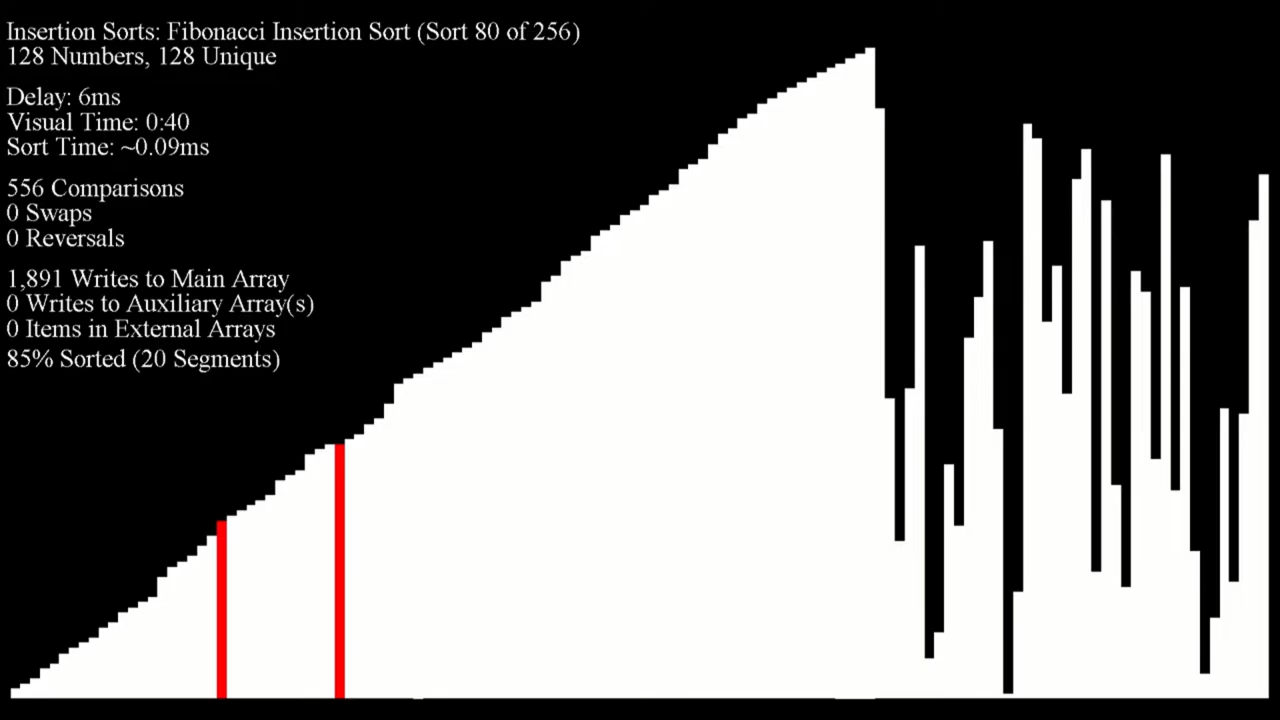 Insertion Sorts: Fibonacci Insertion Sort (Sort 80 of 256)
128 Numbers, 128 Unique
Delay: 6ms
Visual Time: 0:40
Sort Time: ~0.09ms
556 Comparisons
0 Swaps
0 Reversals
1,891 Writes to Main Array
0 Writes to Auxiliary Array(s)
0 Items in External Arrays
85% Sorted (20 Segments)